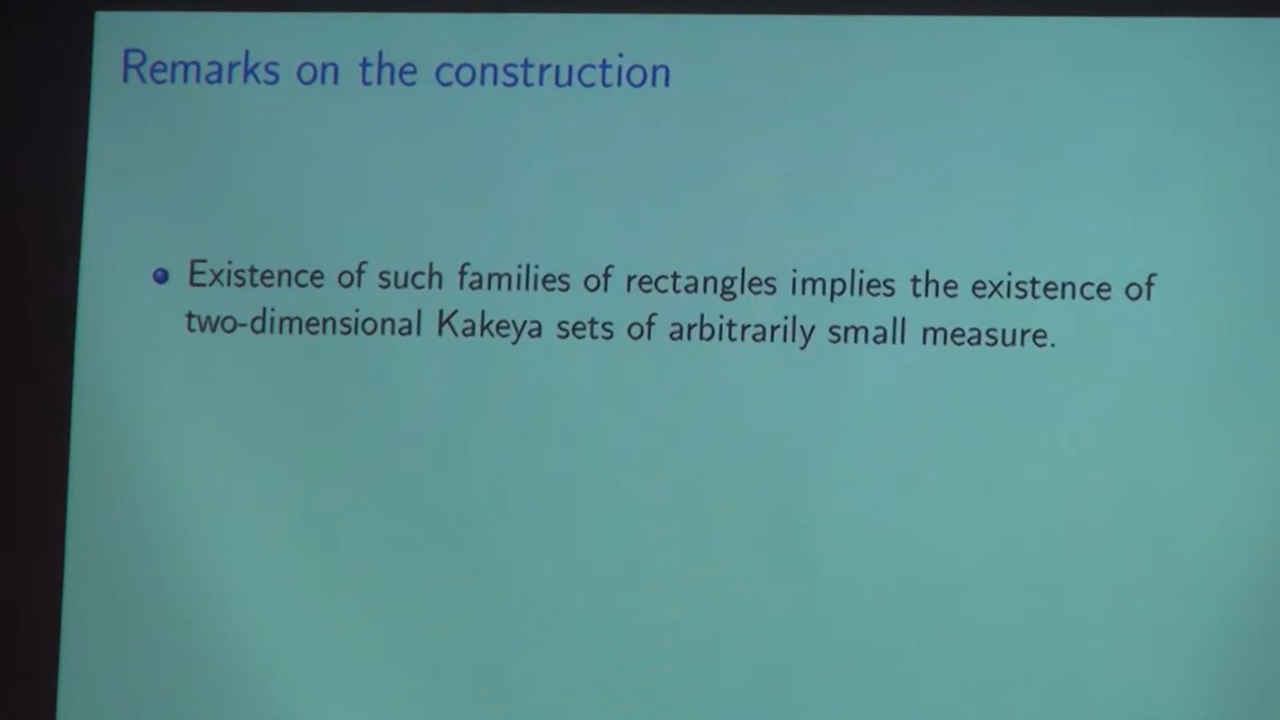 Remarks on the construction
Existence of such families of rectangles implies the existence of
two-dimensional Kakeya sets of arbitrarily small measure.